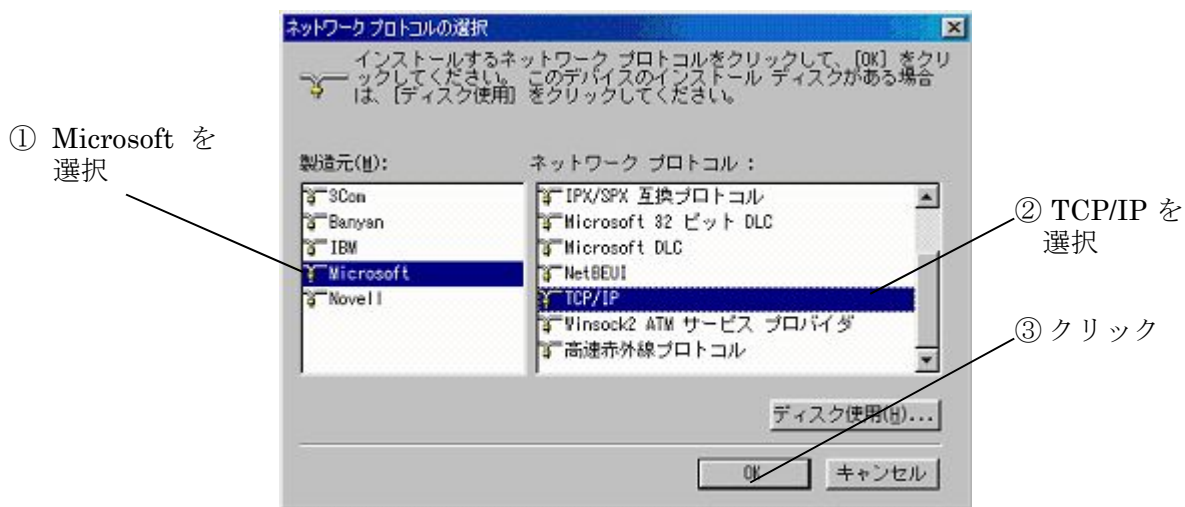 ネットワーク プロトコルの選択
インストールするネットワーク プロトコルをクリックして、[OK] をクリ
ックしてください。 このデバイスのインストール ディスクがある場合
は、[ディスク使用] をクリックしてください。
① Microsoft を
選択
製造元(M):
3Com
Banyan
IBM
Microsoft
Novell
ネットワーク プロトコル :
IPX/SPX 互換プロトコル
Microsoft 32 ビット DLC
Microsoft DLC
NetBEUI
TCP/IP
Winsock2 ATM サービス プロバイダ
高速赤外線プロトコル
② TCP/IP を
選択
③クリック
ディスク使用(H)...
OK
キャンセル